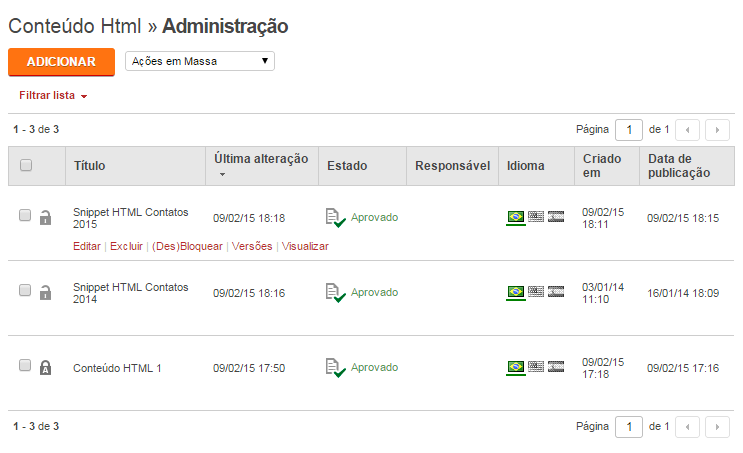 Conteúdo Html » Administração
ADICIONAR
Ações em Massa
Filtrar lista
1 - 3 de 3
Página 1 de 1
Título
Última alteração
Estado
Responsável
Idioma
Criado
em
Data de
publicação
Snippet HTML Contatos
2015
09/02/15 18:18
Aprovado
09/02/15
18:11
09/02/15 18:15
Editar | Excluir | (Des)Bloquear | Versões | Visualizar
Snippet HTML Contatos
2014
09/02/15 18:16
Aprovado
03/01/14
11:10
16/01/14 18:09
A
Conteúdo HTML 1
09/02/15 17:50
Aprovado
09/02/15
17:18
09/02/15 17:16
1 - 3 de 3
Página 1 de 1